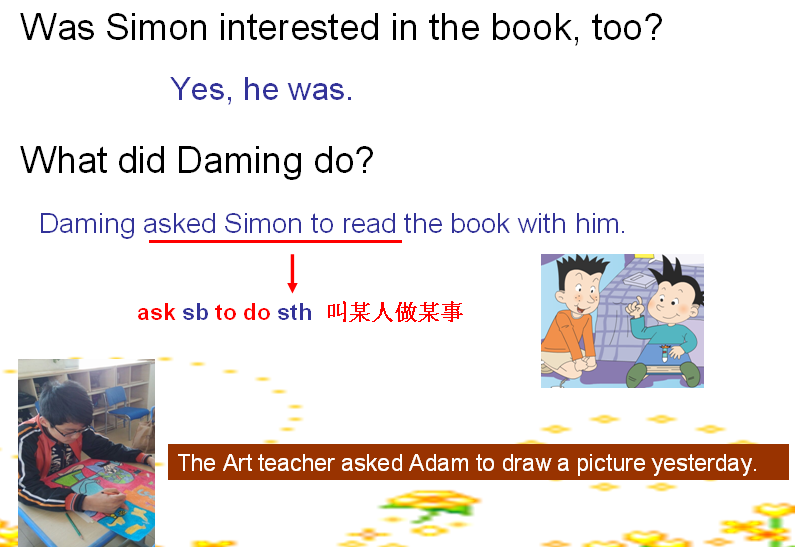 Was Simon interested in the book, too?
Yes, he was.
What did Daming do?
Daming asked Simon to read the book with him.
ask sb to do sth 叫某人做某事
The Art teacher asked Adam to draw a picture yesterday.